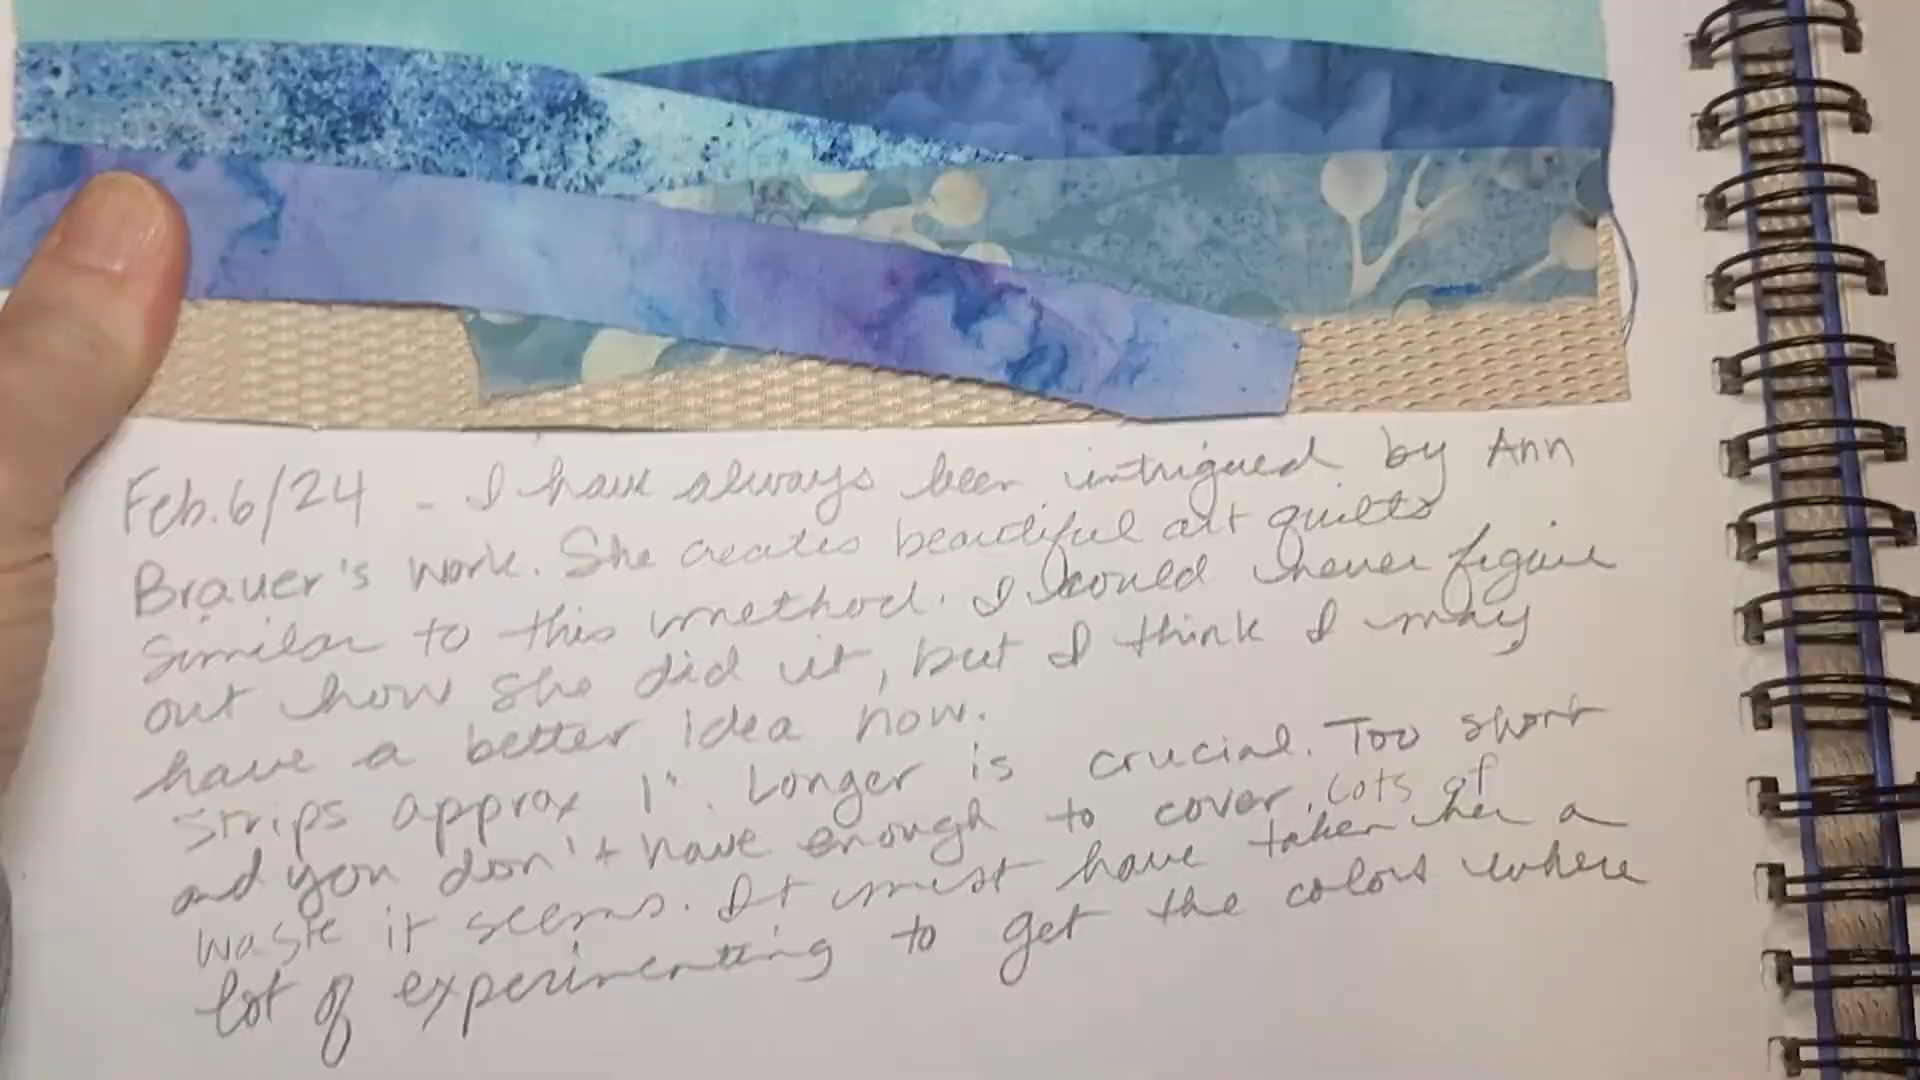 Feb. 6/24 - I have always been intrigued by Ann
Brauer's work. She creates beautiful art quilts
similar to this method. I could never figure
out how she did it, but I think I may
have a better idea now.
Strips approx 1". Longer is crucial. Too short
and you don't have enough to cover. Lots of
waste it seems. It must have taken her a
lot of experimenting to get the colors where